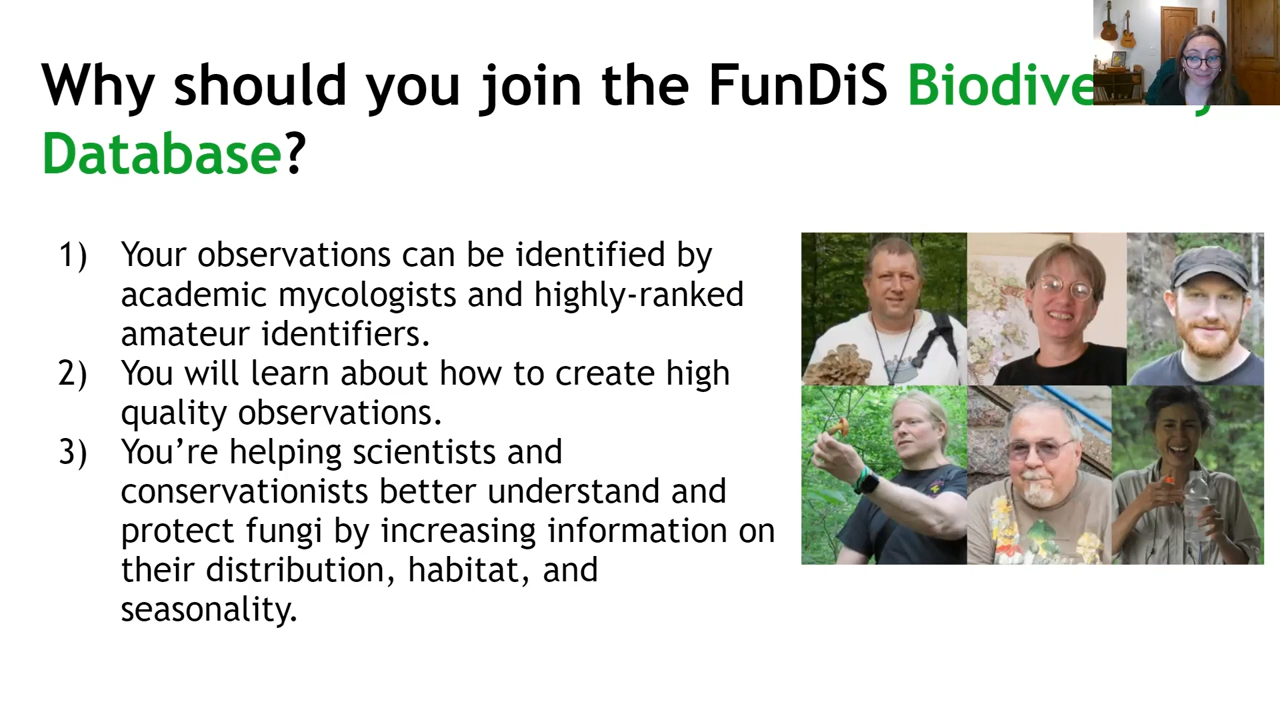 Why should you join the FunDiS
Database?
1) Your observations can be identified by
academic mycologists and highly-ranked
amateur identifiers.
2) You will learn about how to create high
quality observations.
3) You’re helping scientists and
conservationists better understand and
protect fungi by increasing information on
their distribution, habitat, and
seasonality.